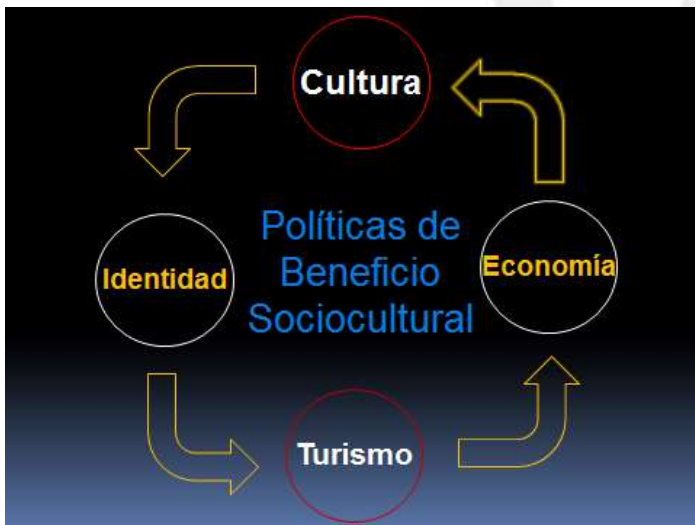 Cultura
Políticas de
Beneficio
Sociocultural
Identidad
Economía
Turismo